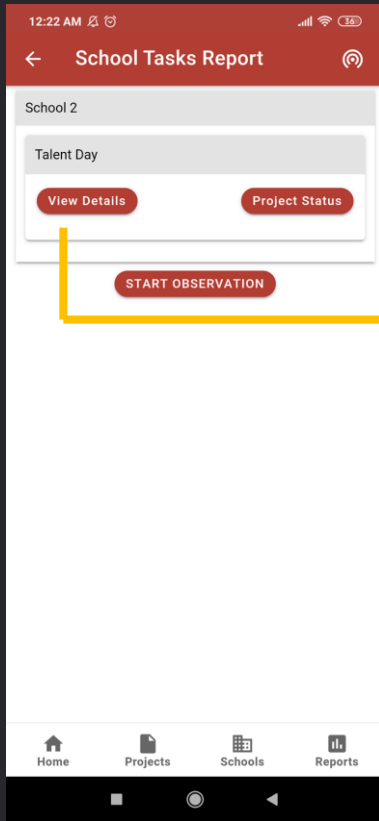 12:22 AM 36
School Tasks Report
School 2
Talent Day
View Details Project Status
START OBSERVATION
Home Projects Schools Reports